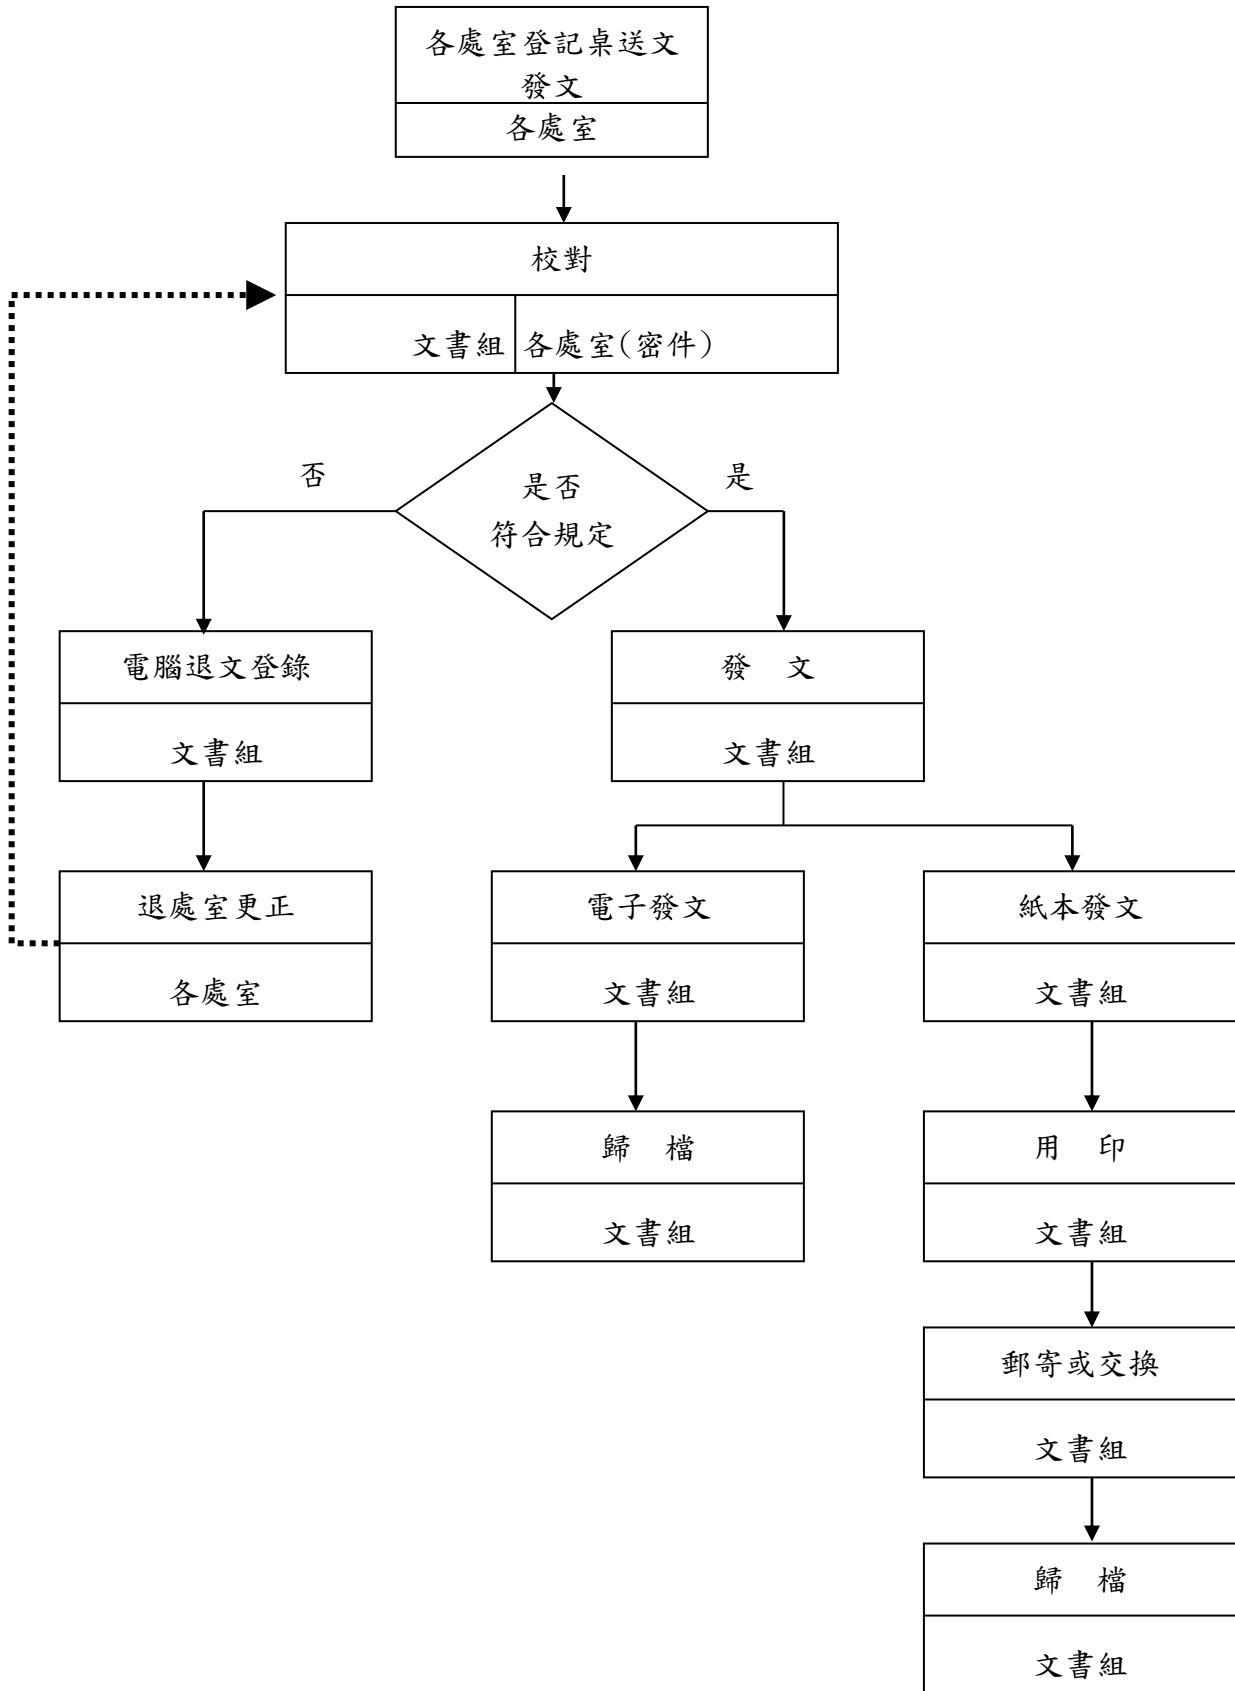 各處室登記桌送文
發文
各處室
校對
文書組
各處室(密件)
否
是
是否
符合規定
電腦退文登錄
發 文
文書組
文書組
退處室更正
電子發文
紙本發文
各處室
文書組
文書組
歸 檔
用 印
文書組
文書組
郵寄或交換
文書組
歸 檔
文書組